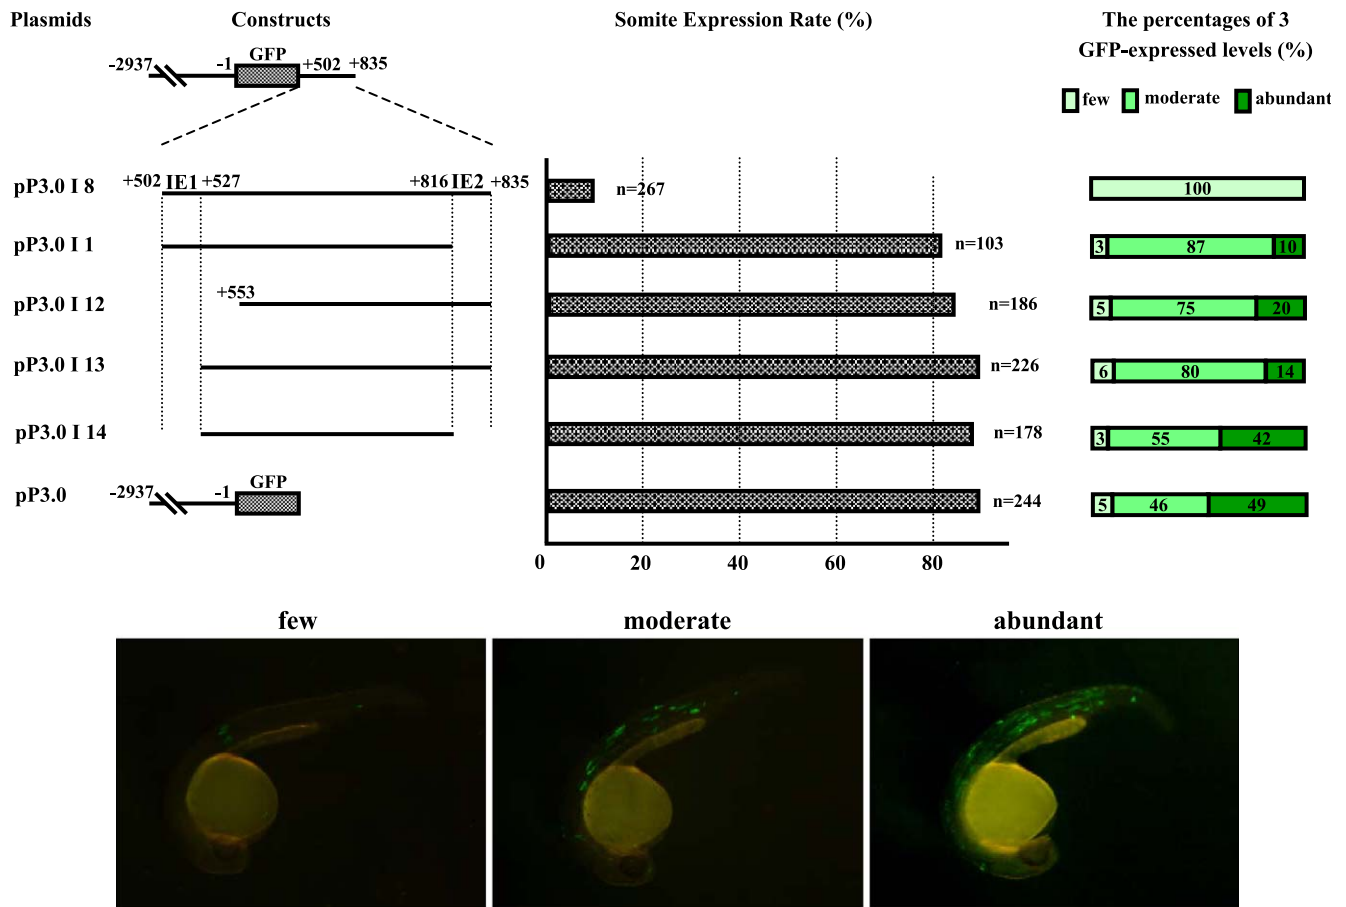 Plasmids Constructs Somite Expression Rate (%) The percentages of 3
GFP-expressed levels (%)
-2937 -1 GFP +502 +835
few moderate abundant
pP3.0 I 8 +502 IE1 +527 +816 IE2 +835 n=267 100
pP3.0 I 1 n=103 3 87 10
pP3.0 I 12 +553 n=186 5 75 20
pP3.0 I 13 n=226 6 80 14
pP3.0 I 14 n=178 3 55 42
pP3.0 -2937 -1 GFP n=244 5 46 49
0 20 40 60 80
few moderate abundant